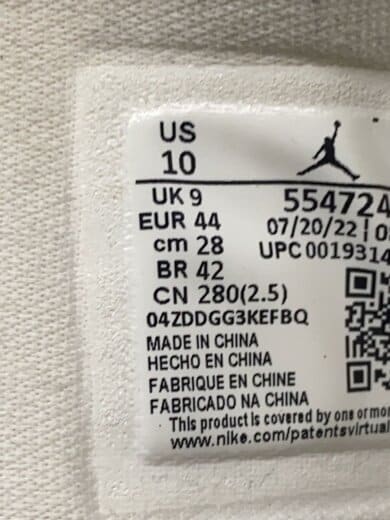 US
10
UK 9
EUR 44
cm 28
BR 42
CN 280(2.5)
554724
07/20/22 | 0
UPC 0019314
04ZDDGG3KEFBQ
MADE IN CHINA
HECHO EN CHINA
FABRIQUE EN CHINE
FABRICADO NA CHINA
This product is covered by one or mor
www.nike.com/patentsvirtual